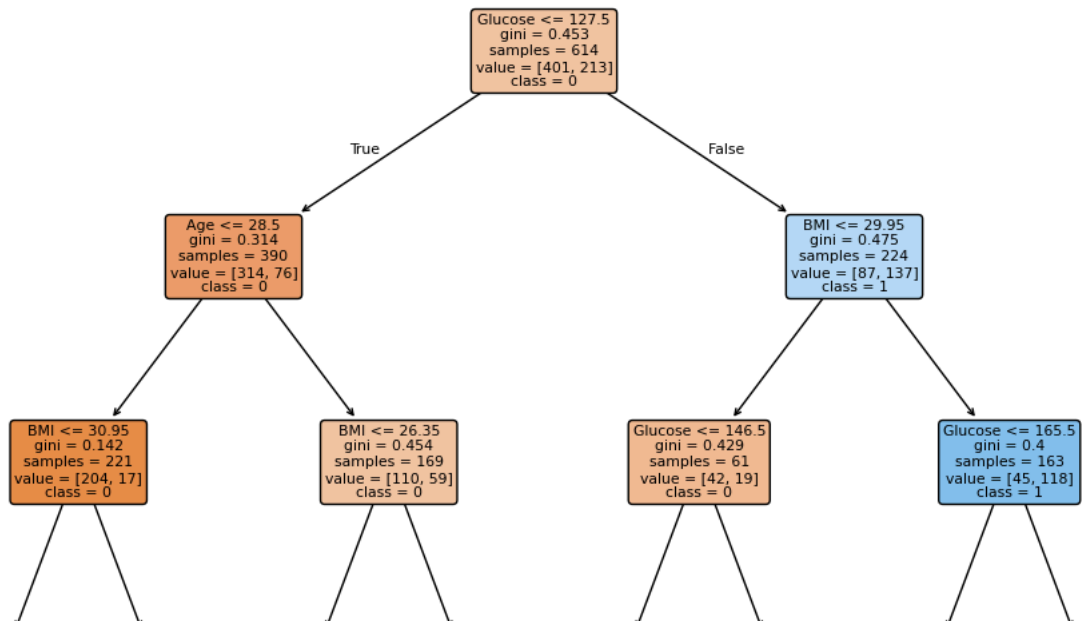 Glucose <= 127.5
gini = 0.453
samples = 614
value = [401, 213]
class = 0
True
False
Age <= 28.5
gini = 0.314
samples = 390
value = [314, 76]
class = 0
BMI <= 29.95
gini = 0.475
samples = 224
value = [87, 137]
class = 1
BMI <= 30.95
gini = 0.142
samples = 221
value = [204, 17]
class = 0
BMI <= 26.35
gini = 0.454
samples = 169
value = [110, 59]
class = 0
Glucose <= 146.5
gini = 0.429
samples = 61
value = [42, 19]
class = 0
Glucose <= 165.5
gini = 0.4
samples = 163
value = [45, 118]
class = 1